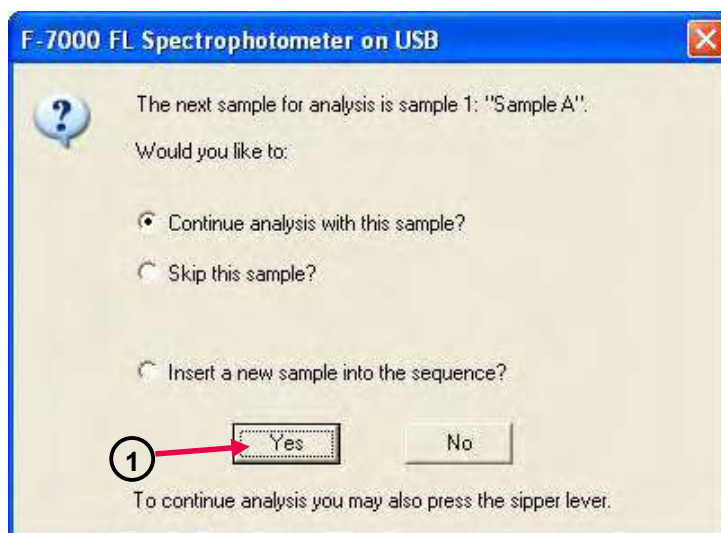 F-7000 FL Spectrophotometer on USB
The next sample for analysis is sample 1: "Sample A".
Would you like to:
Continue analysis with this sample?
Skip this sample?
Insert a new sample into the sequence?
1 Yes No
To continue analysis you may also press the sipper lever.